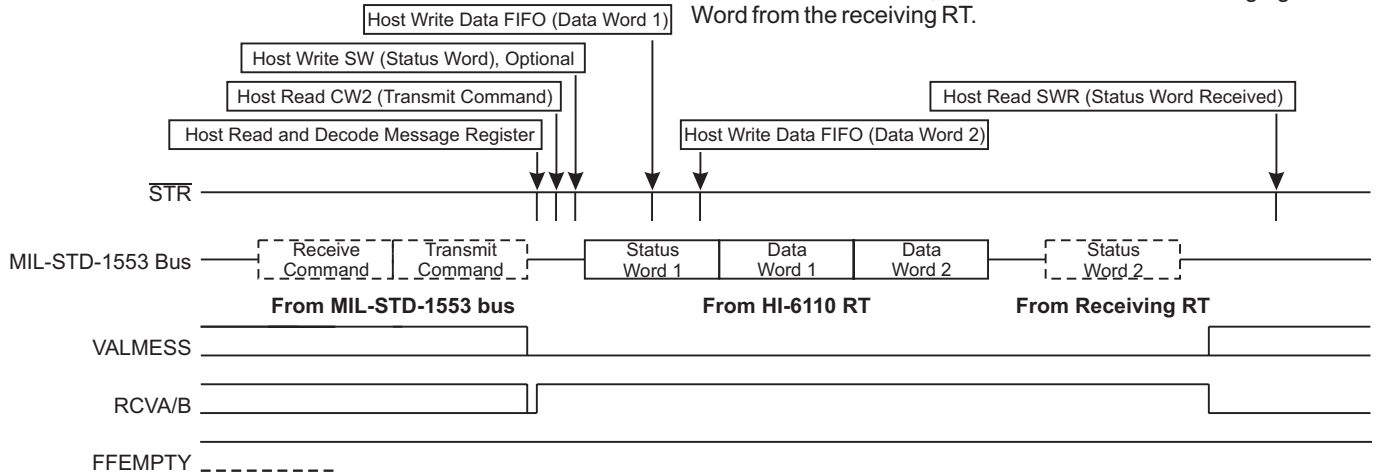 Word from the receiving RT.
Host Write Data FIFO (Data Word 1)
Host Write SW (Status Word), Optional
Host Read CW2 (Transmit Command)
Host Read SWR (Status Word Received)
Host Read and Decode Message Register
Host Write Data FIFO (Data Word 2)
STR
MIL-STD-1553 Bus
Receive
Command
Transmit
Command
Status
Word 1
Data
Word 1
Data
Word 2
Status
Word 2
From MIL-STD-1553 bus
From HI-6110 RT
From Receiving RT
VALMESS
RCVA/B
FFEMPTY